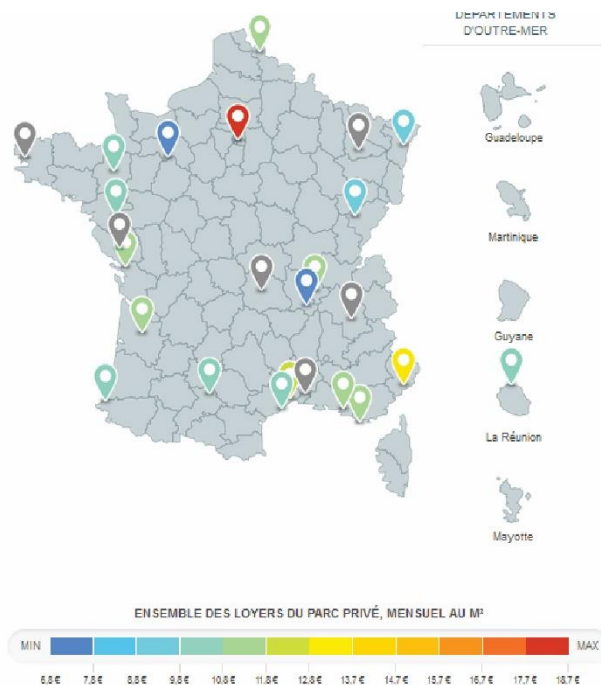 DÉPARTEMENTS
D'OUTRE-MER
Guadeloupe
Martinique
Guyane
La Réunion
Mayotte
ENSEMBLE DES LOYERS DU PARC PRIVÉ, MENSUEL AU M²
MIN MAX
6,8 € 7,8 € 8,8 € 9,8 € 10,8 € 11,8 € 12,8 € 13,7 € 14,7 € 15,7 € 16,7 € 17,7 € 18,7 €